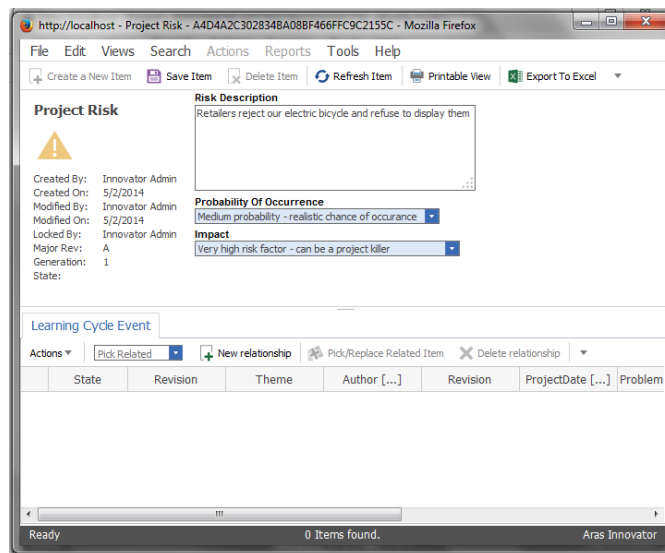 http://localhost - Project Risk - A4D4A2C302834BA08BF466FFC9C2155C - Mozilla Firefox
File Edit Views Search Actions Reports Tools Help
Create a New Item Save Item Delete Item Refresh Item Printable View Export To Excel
Project Risk
Risk Description
Retailers reject our electric bicycle and refuse to display them
Created By: Innovator Admin
Created On: 5/2/2014
Modified By: Innovator Admin
Modified On: 5/2/2014
Locked By: Innovator Admin
Major Rev: A
Generation: 1
State:
Probability Of Occurrence
Medium probability - realistic chance of occurance
Impact
Very high risk factor - can be a project killer
Learning Cycle Event
Actions Pick Related New relationship Pick/Replace Related Item Delete relationship
State Revision Theme Author [...] Revision ProjectDate [...] Problem
Ready 0 Items found. Aras Innovator